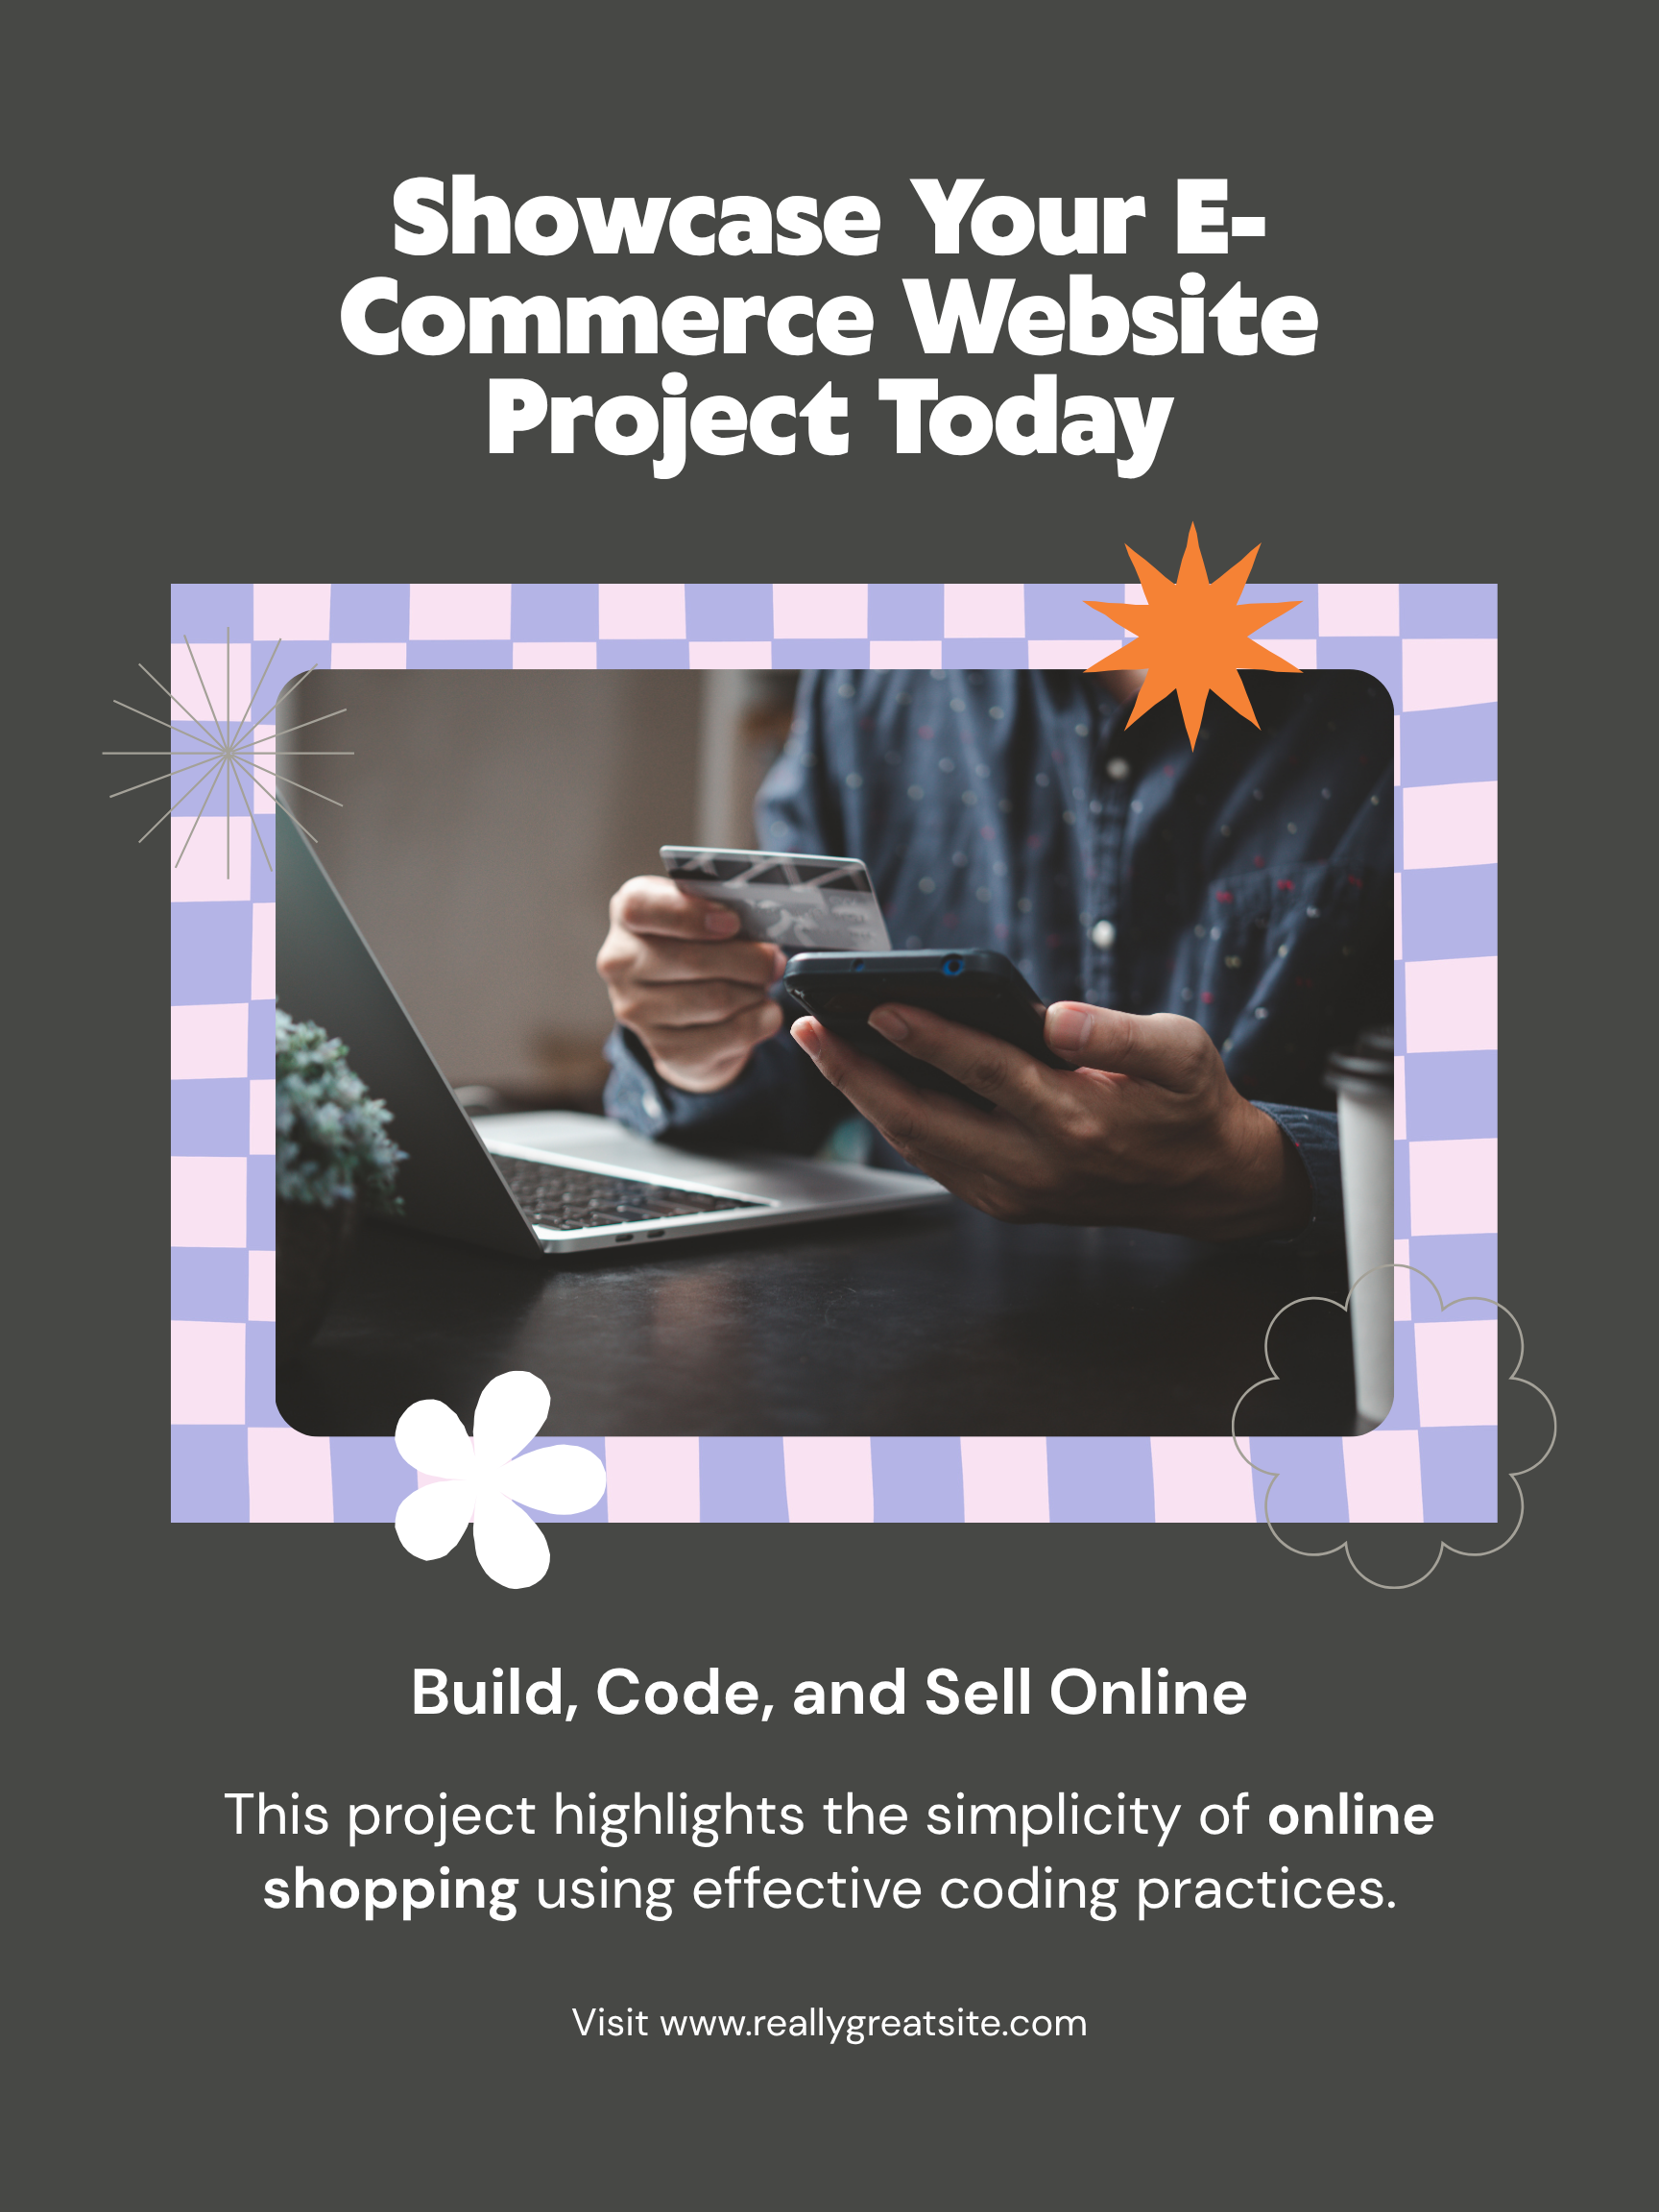 Showcase Your E-
Commerce Website
Project Today
Build, Code, and Sell Online
This project highlights the simplicity of online
shopping using effective coding practices.
Visit www.reallygreatsite.com